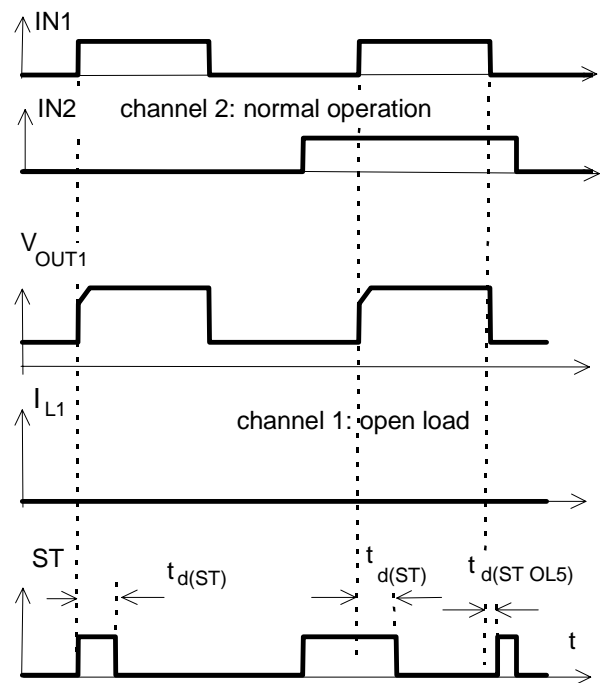 IN1
IN2 channel 2: normal operation
VOUT1
IL1
channel 1: open load
ST
td(ST)
td(ST)
td(ST OL5)
t